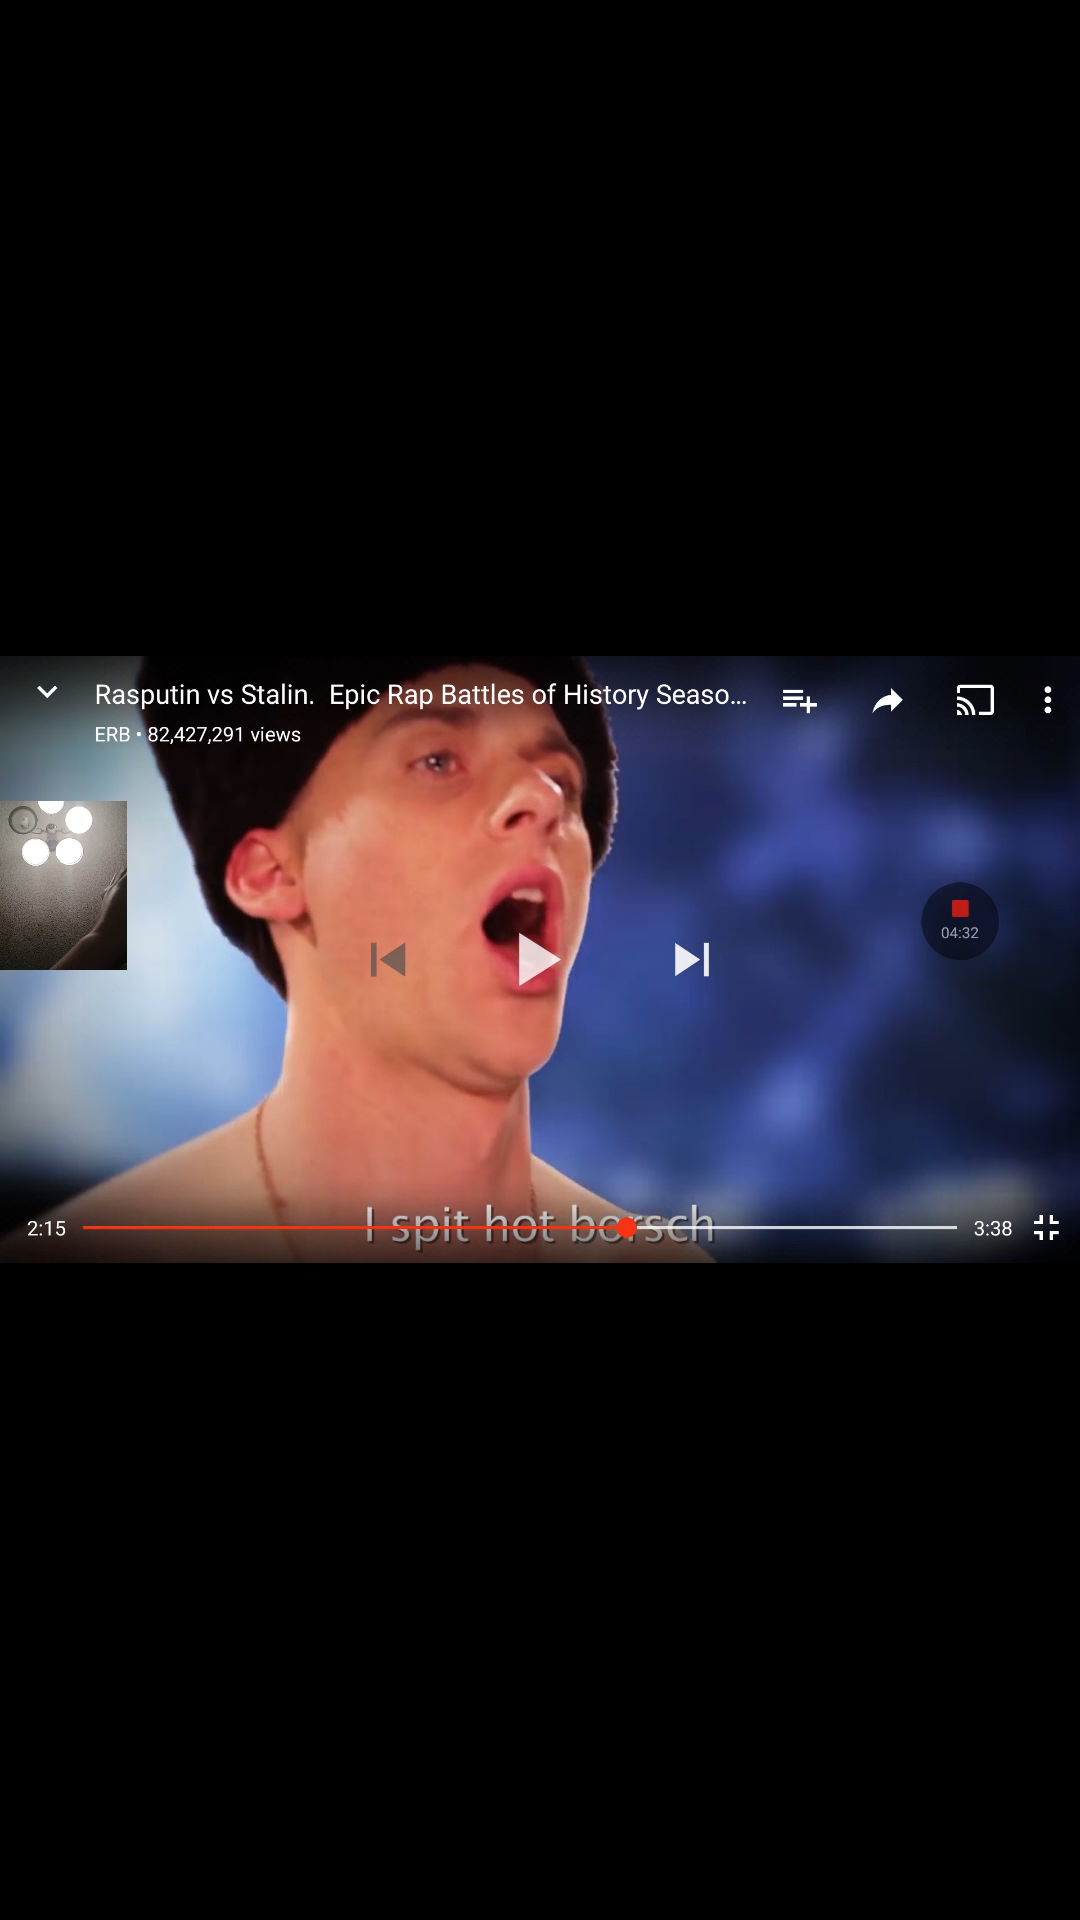 Rasputin vs Stalin.  Epic Rap Battles of History Seaso...
ERB • 82,427,291 views
04:32
I spit hot borsch
2:15
3:38